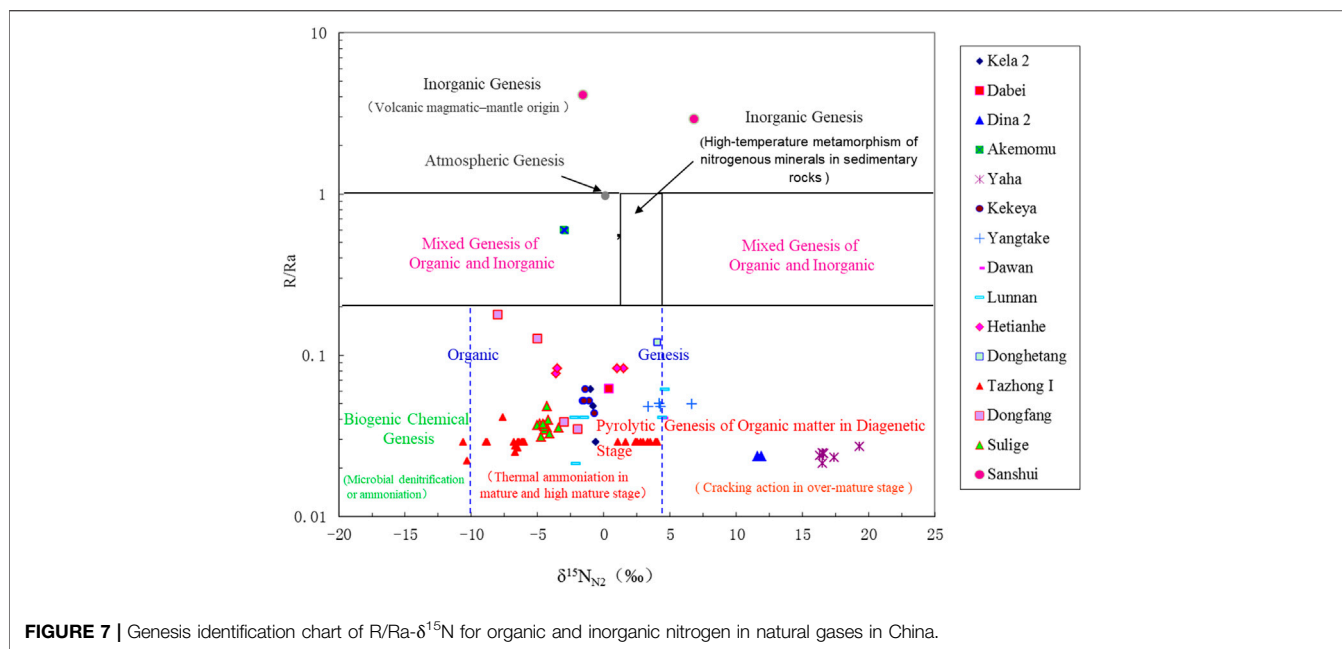 10
1
0.1
0.01
R/Ra
Inorganic Genesis
（Volcanic magmatic–mantle origin ）
Inorganic Genesis
(High-temperature metamorphism of
nitrogenous minerals in sedimentary
rocks )
Atmospheric Genesis
Mixed Genesis of
Organic and Inorganic
Mixed Genesis of
Organic and Inorganic
Organic
Genesis
Biogenic Chemical
Genesis
(Microbial denitrification
or ammoniation）
Pyrolytic Genesis of Organic matter in Diagenetic
Stage
（Thermal ammoniation in
mature and high mature stage）
( Cracking action in over-mature stage )
-20 -15 -10 -5 0 5 10 15 20 25
δ¹⁵N_N2 （‰）
Kela 2
Dabei
Dina 2
Akemomu
Yaha
Kekeya
Yangtake
Dawan
Lunnan
Hetianhe
Donghetang
Tazhong I
Dongfang
Sulige
Sanshui
FIGURE 7 | Genesis identification chart of R/Ra-δ¹⁵N for organic and inorganic nitrogen in natural gases in China.